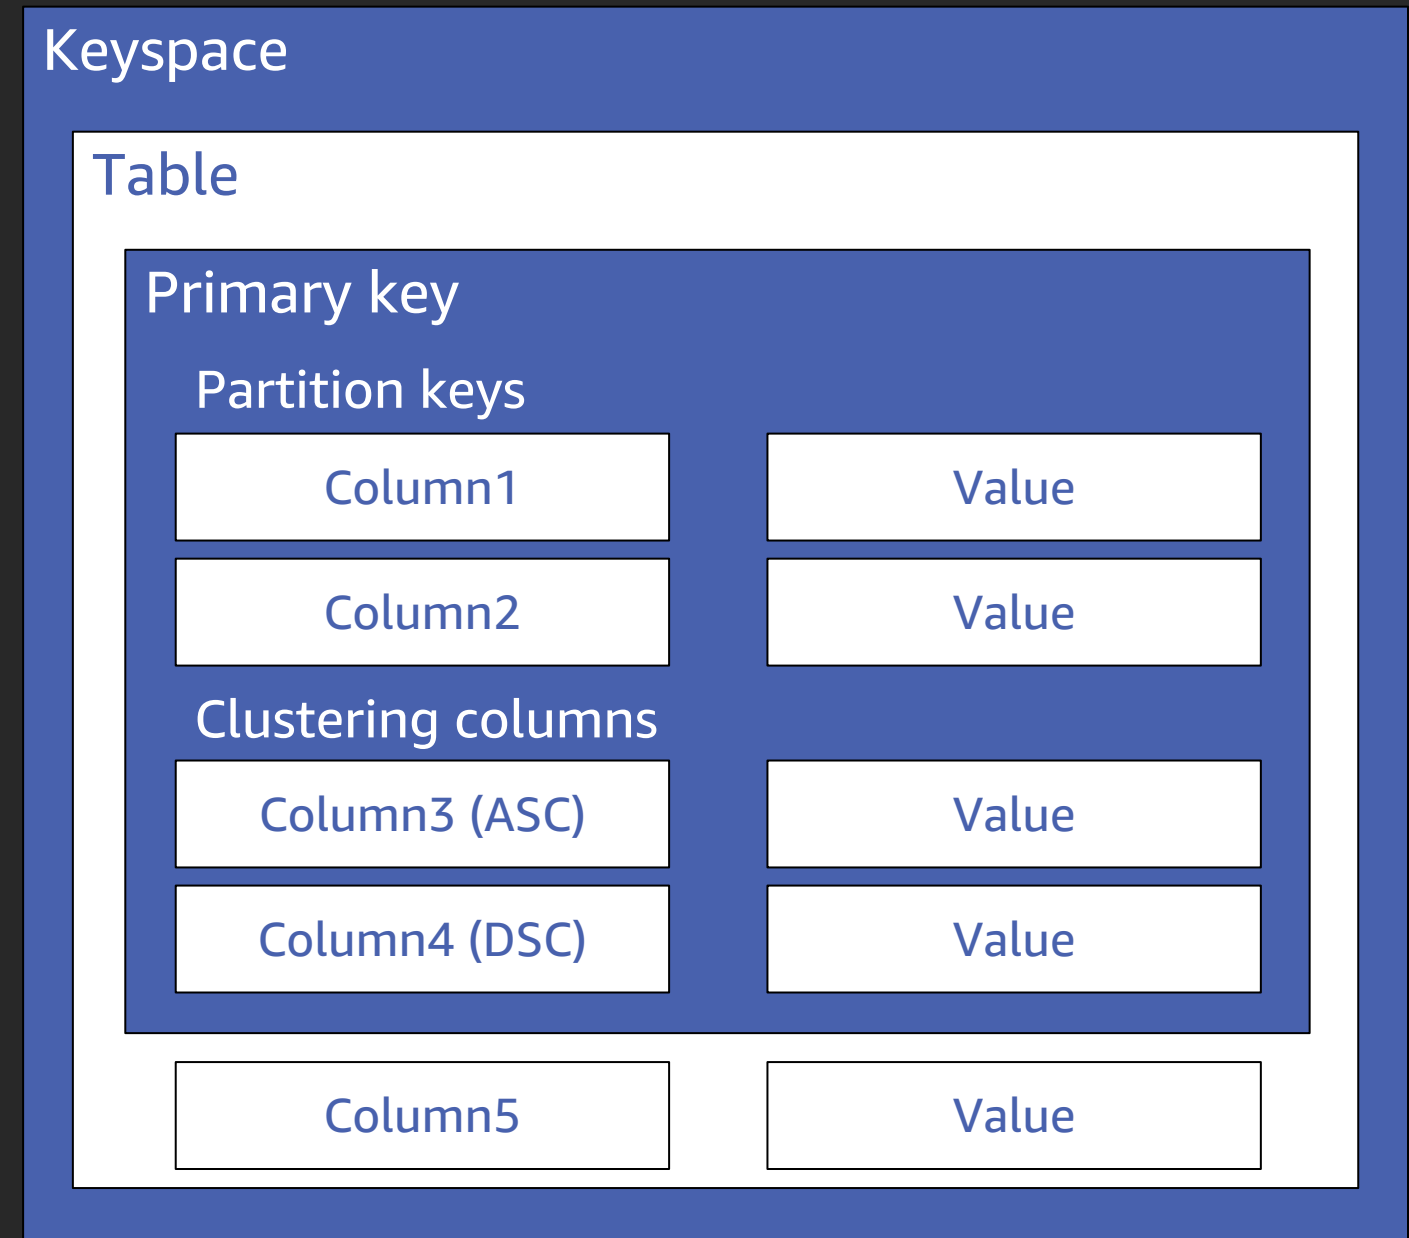 Keyspace
Table
Primary key
Partition keys
Column1 Value
Column2 Value
Clustering columns
Column3 (ASC) Value
Column4 (DSC) Value
Column5 Value